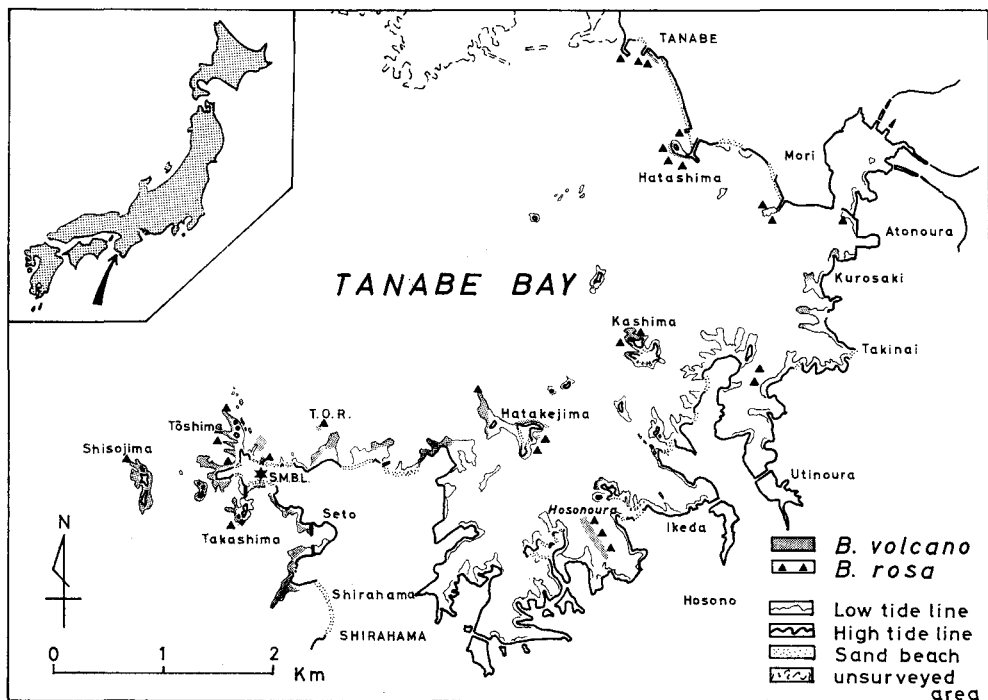 TANABE
Hatashima
Mori
Atonoura
Kurosaki
TANABE BAY
Kashima
Takinai
Hatakejima
T.O.R.
Tōshima
Shisojima
S.M.B.L.
Utinoura
Seto
Hosonoura
Ikeda
Takashima
N
Shirahama
Hosono
SHIRAHAMA
0 1 2
Km
B. volcano
B. rosa
Low tide line
High tide line
Sand beach
unsurveyed
area